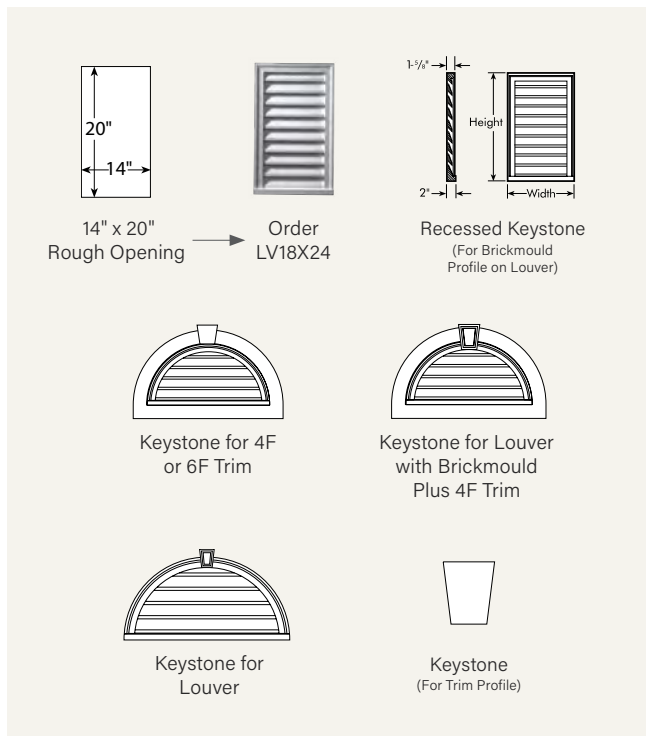 20"
14"
14" x 20"
Rough Opening
Order
LV18X24
1-⅝"
Height
2"
Width
Recessed Keystone
(For Brickmould
Profile on Louver)
Keystone for 4F
or 6F Trim
Keystone for Louver
with Brickmould
Plus 4F Trim
Keystone for
Louver
Keystone
(For Trim Profile)